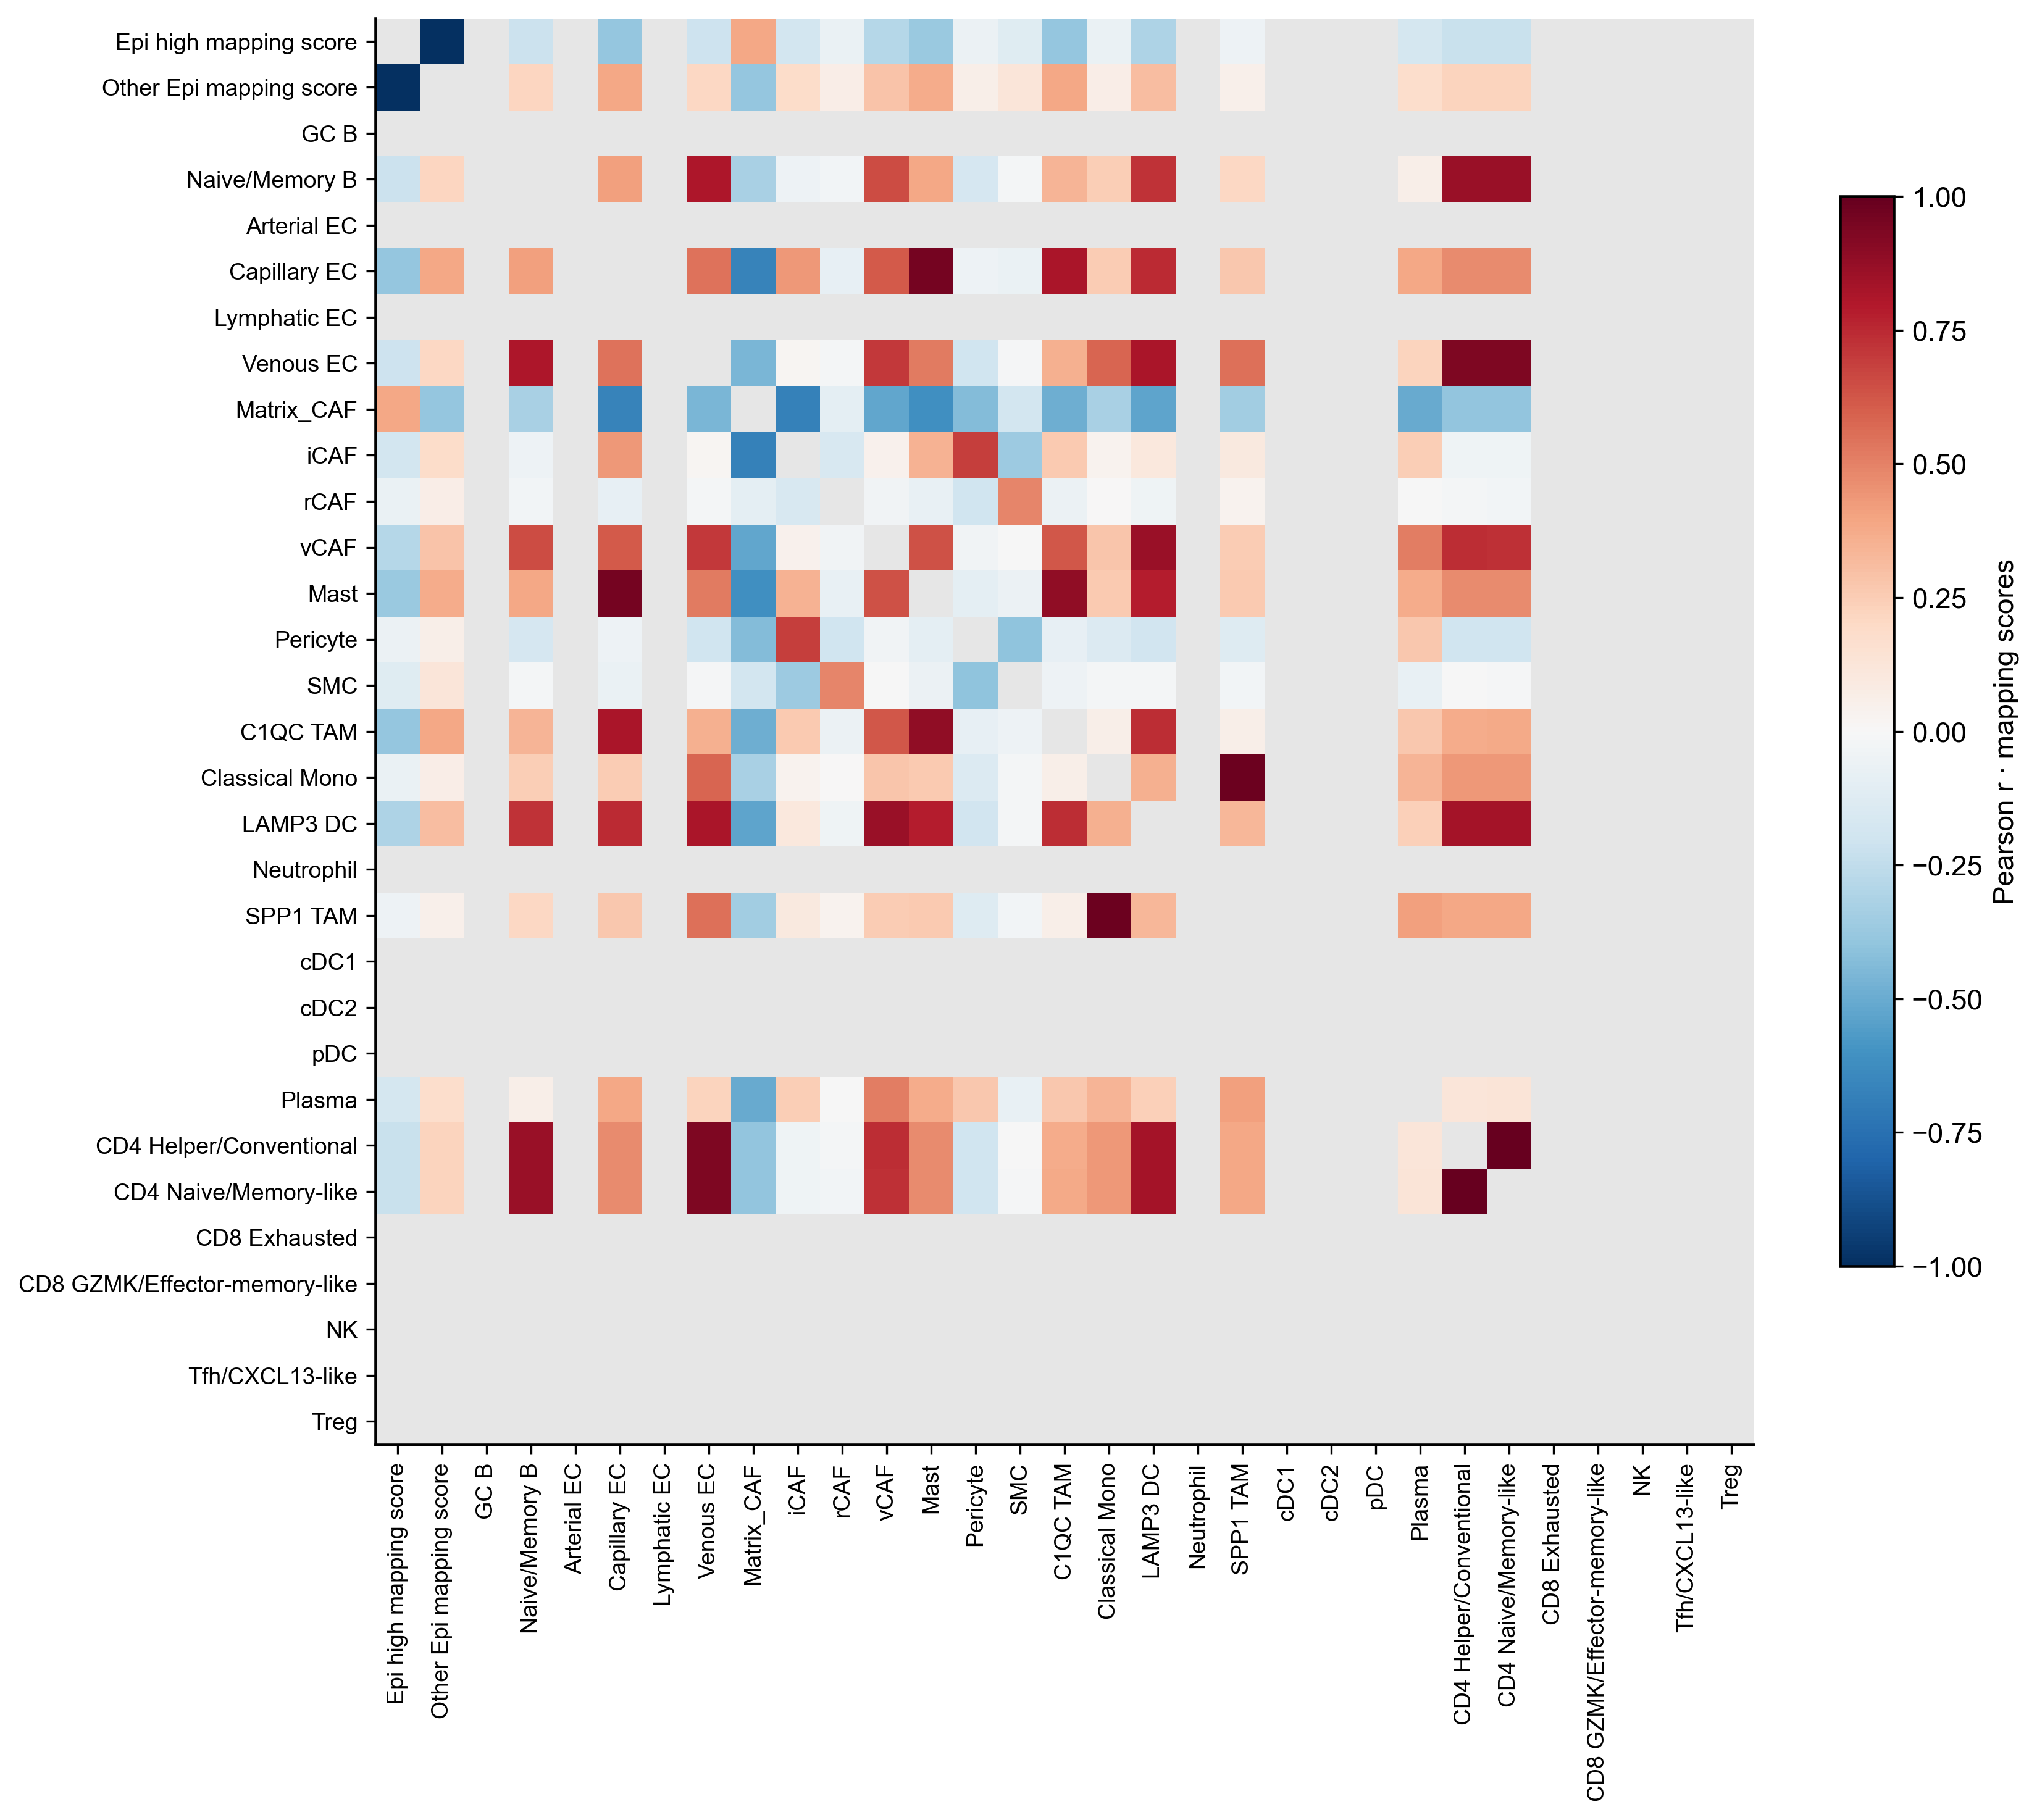 Epi high mapping score
Other Epi mapping score
GC B
Naive/Memory B
Arterial EC
Capillary EC
Lymphatic EC
Venous EC
Matrix_CAF
iCAF
rCAF
vCAF
Mast
Pericyte
SMC
C1QC TAM
Classical Mono
LAMP3 DC
Neutrophil
SPP1 TAM
cDC1
cDC2
pDC
Plasma
CD4 Helper/Conventional
CD4 Naive/Memory-like
CD8 Exhausted
CD8 GZMK/Effector-memory-like
NK
Tfh/CXCL13-like
Treg
Epi high mapping score
Other Epi mapping score
GC B
Naive/Memory B
Arterial EC
Capillary EC
Lymphatic EC
Venous EC
Matrix_CAF
iCAF
rCAF
vCAF
Mast
Pericyte
SMC
C1QC TAM
Classical Mono
LAMP3 DC
Neutrophil
SPP1 TAM
cDC1
cDC2
pDC
Plasma
CD4 Helper/Conventional
CD4 Naive/Memory-like
CD8 Exhausted
CD8 GZMK/Effector-memory-like
NK
Tfh/CXCL13-like
Treg
1.00
0.75
0.50
0.25
0.00
−0.25
−0.50
−0.75
−1.00
Pearson r · mapping scores